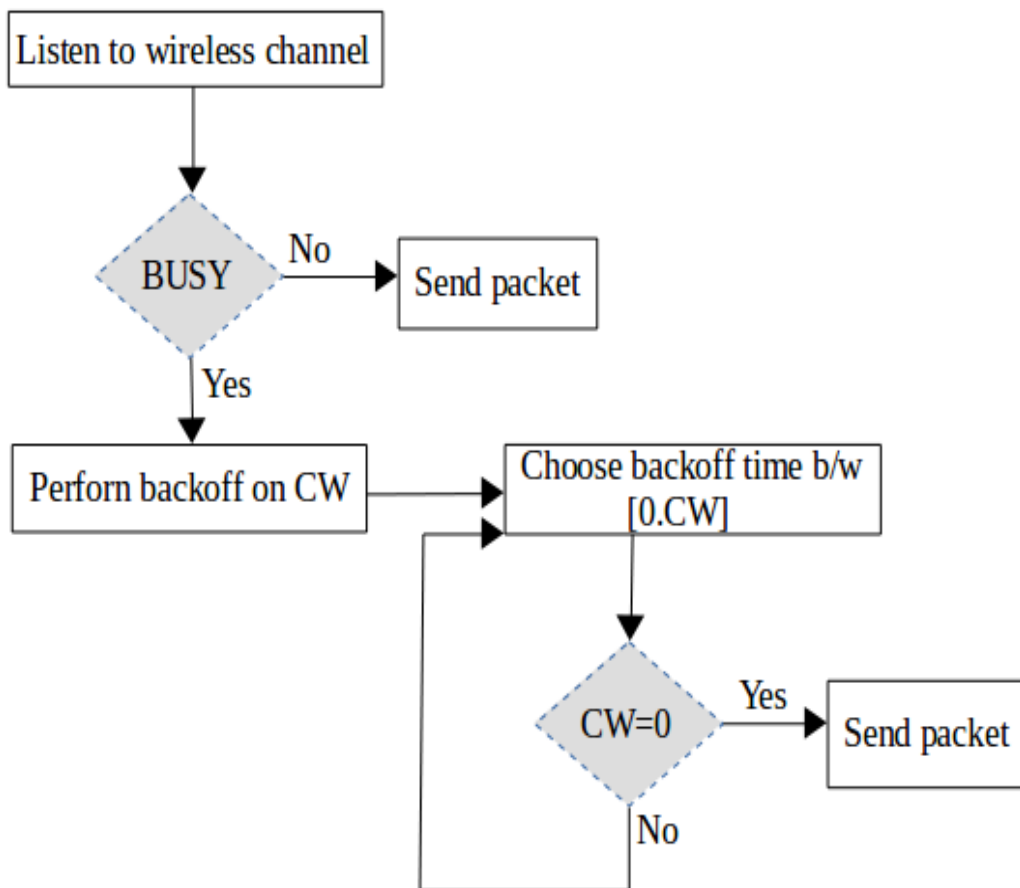 Listen to wireless channel
BUSY
No
Send packet
Yes
Perforn backoff on CW
Choose backoff time b/w
[0.CW]
CW=0
Yes
Send packet
No